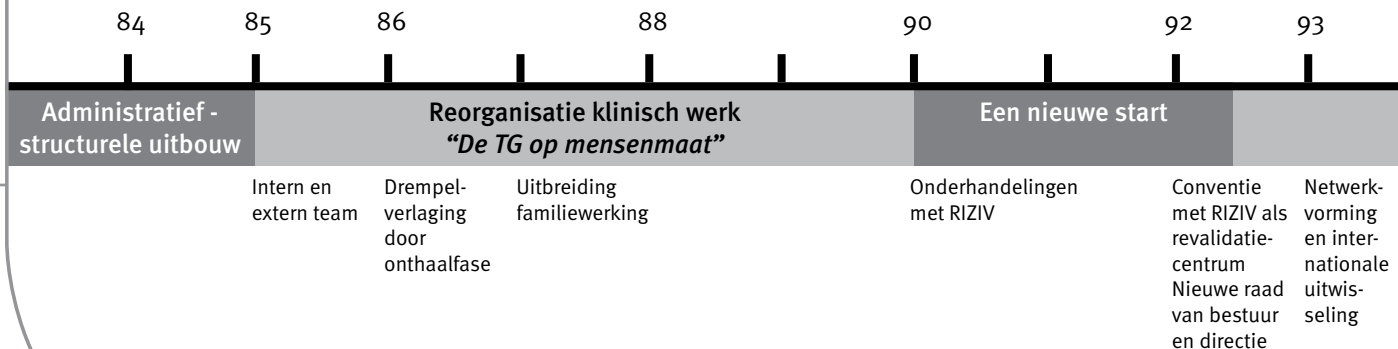 84 85 86 88 90 92 93
Administratief -
structurele uitbouw
Reorganisatie klinisch werk
“De TG op mensenmaat”
Een nieuwe start
Intern en
extern team
Drempel-
verlaging
door
onthaalfase
Uitbreiding
familiewerking
Onderhandelingen
met RIZIV
Conventie
met RIZIV als
revalidatie-
centrum
Nieuwe raad
van bestuur
en directie
Netwerk-
vorming
en inter-
nationale
uitwis-
seling